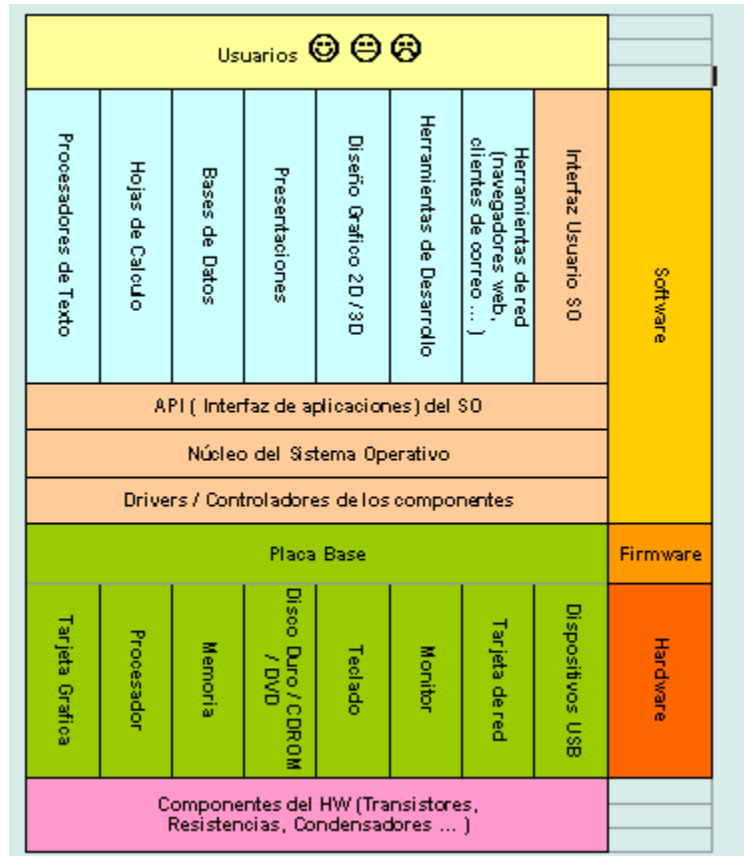 Usuarios
Procesadores de Texto
Hojas de Calculo
Bases de Datos
Presentaciones
Diseño Grafico 2D / 3D
Herramientas de Desarrollo
Herramientas de red
(navegadores web,
clientes de correo ... )
Interfaz Usuario SO
Software
API ( Interfaz de aplicaciones) del SO
Núcleo del Sistema Operativo
Drivers / Controladores de los componentes
Placa Base
Firmware
Tarjeta Grafica
Procesador
Memoria
Disco Duro / CDROM
/ DVD
Teclado
Monitor
Tarjeta de red
Dispositivos USB
Hardware
Componentes del HW (Transistores,
Resistencias, Condensadores ... )